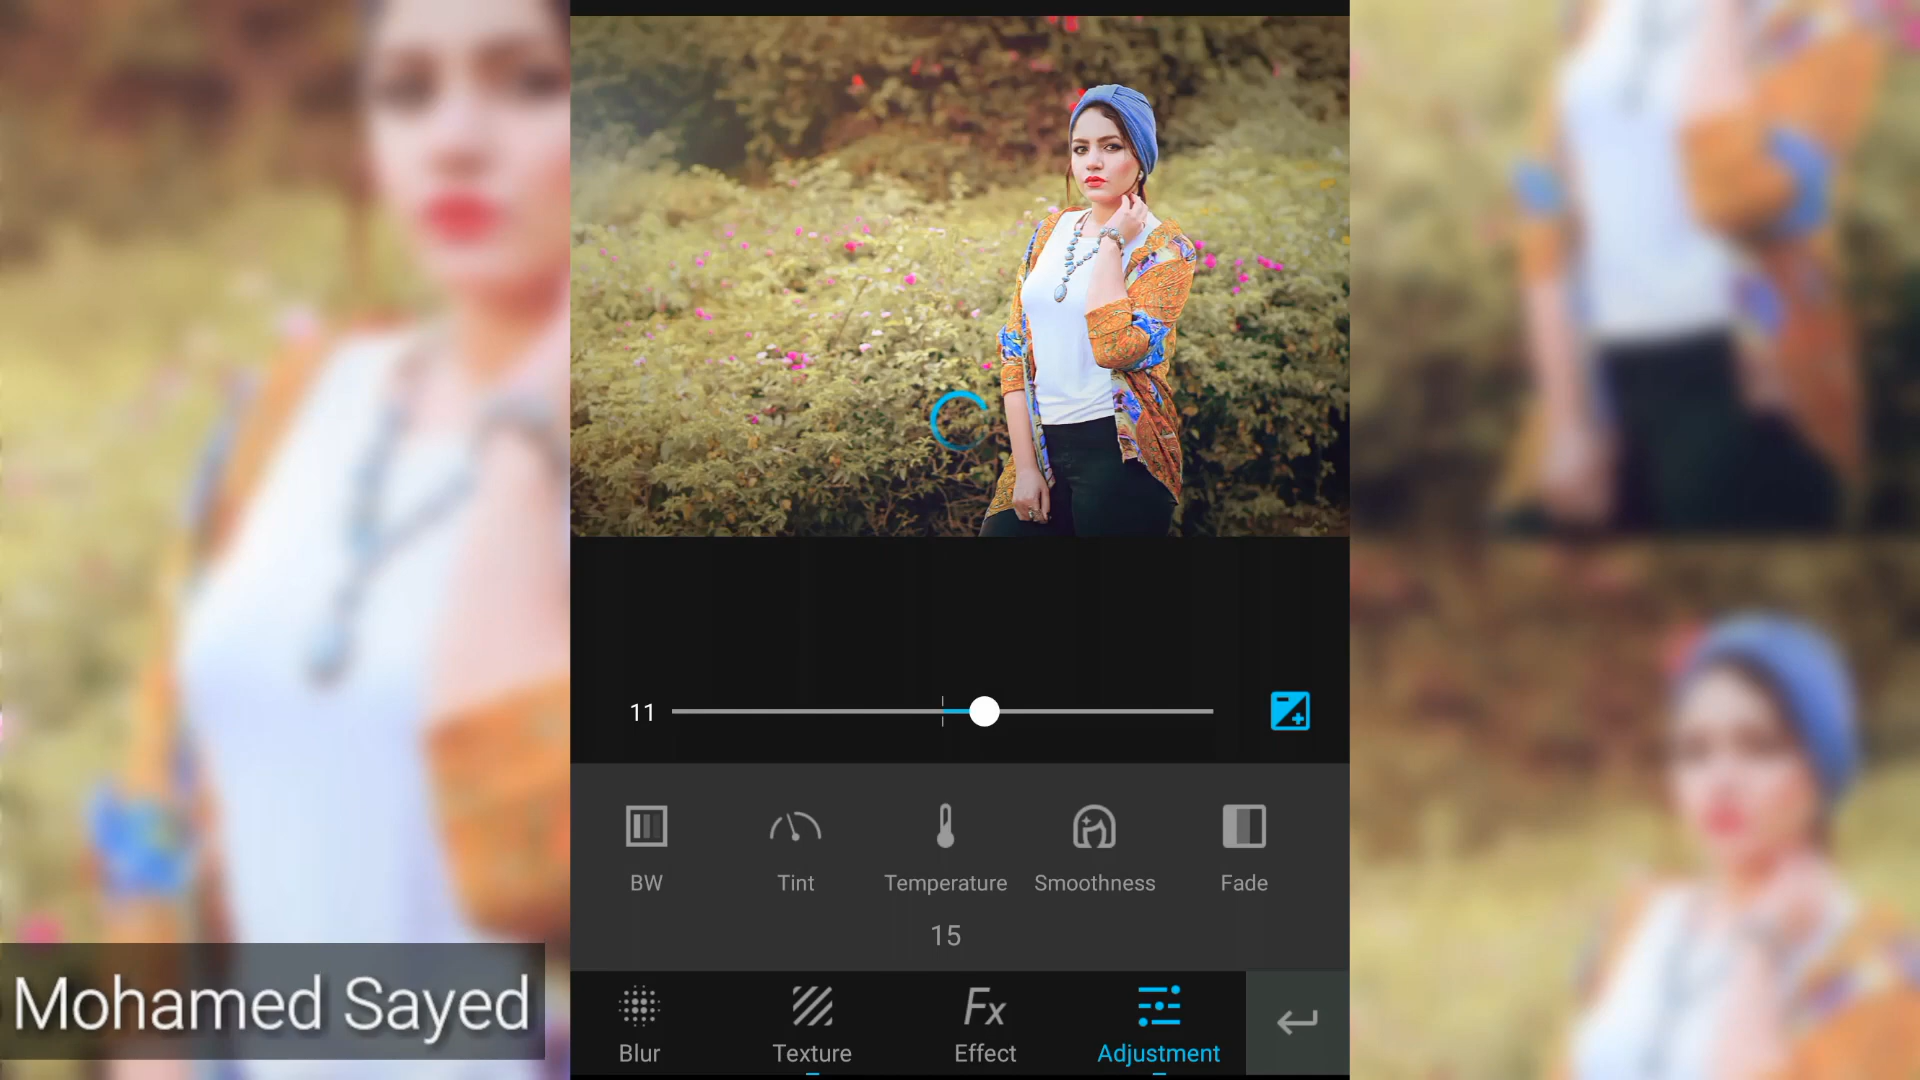 11
BW
Tint
Temperature
Smoothness
Fade
15
Mohamed Sayed
Blur
Texture
Fx
Effect
Adjustment